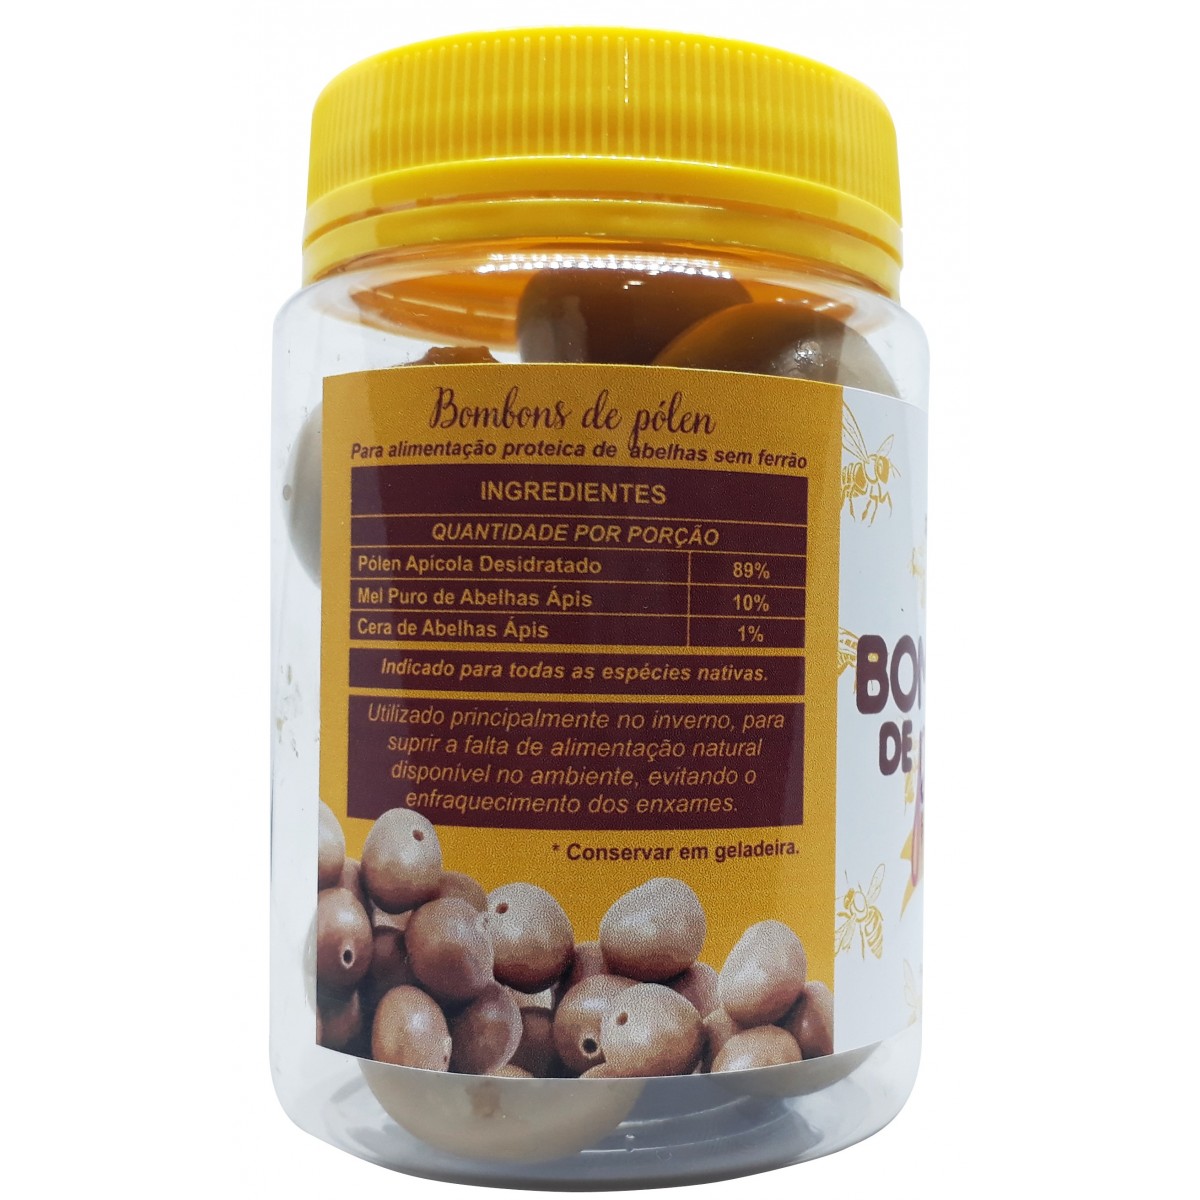 Bombons de pólen
Para alimentação proteica de abelhas sem ferrão
INGREDIENTES
QUANTIDADE POR PORÇÃO
Pólen Apícola Desidratado 89%
Mel Puro de Abelhas Ápis 10%
Cera de Abelhas Ápis 1%
Indicado para todas as espécies nativas.
Utilizado principalmente no inverno, para
suprir a falta de alimentação natural
disponível no ambiente, evitando o
enfraquecimento dos enxames.
* Conservar em geladeira.
DE